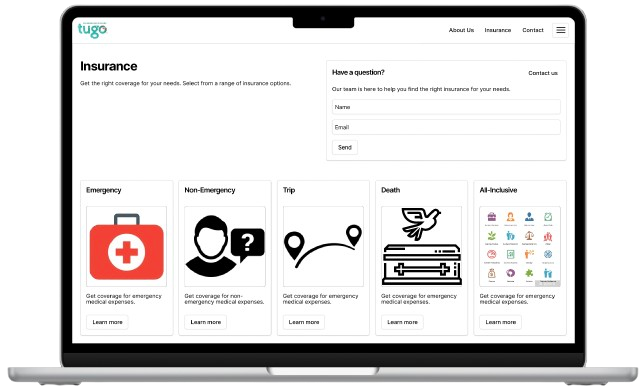 tugo
About Us
Insurance
Contact
Insurance
Get the right coverage for your needs. Select from a range of insurance options.
Have a question?
Contact us
Our team is here to help you find the right insurance for your needs.
Name
Email
Send
Emergency
Get coverage for emergency
medical expenses.
Learn more
Non-Emergency
?
Get coverage for non-
emergency medical expenses.
Learn more
Trip
Get coverage for emergency
medical expenses.
Learn more
Death
Get coverage for emergency
medical expenses.
Learn more
All-Inclusive
Get coverage for emergency
medical expenses.
Learn more